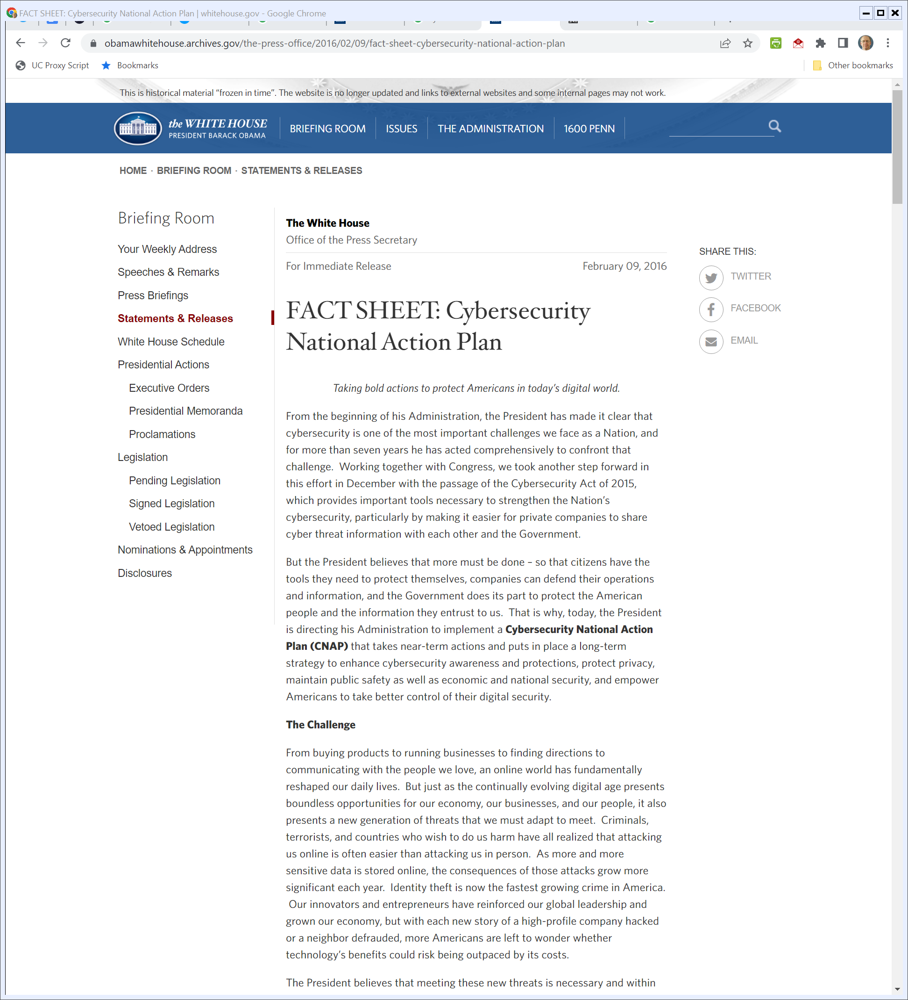 FACT SHEET: Cybersecurity National Action Plan | whitehouse.gov - Google Chrome
obamawhitehouse.archives.gov/the-press-office/2016/02/09/fact-sheet-cybersecurity-national-action-plan
UC Proxy Script
Bookmarks
Other bookmarks
This is historical material “frozen in time”. The website is no longer updated and links to external websites and some internal pages may not work.
the WHITE HOUSE
PRESIDENT BARACK OBAMA
BRIEFING ROOM
ISSUES
THE ADMINISTRATION
1600 PENN
HOME · BRIEFING ROOM · STATEMENTS & RELEASES
Briefing Room
Your Weekly Address
Speeches & Remarks
Press Briefings
Statements & Releases
White House Schedule
Presidential Actions
Executive Orders
Presidential Memoranda
Proclamations
Legislation
Pending Legislation
Signed Legislation
Vetoed Legislation
Nominations & Appointments
Disclosures
The White House
Office of the Press Secretary
For Immediate Release
February 09, 2016
FACT SHEET: Cybersecurity
National Action Plan
Taking bold actions to protect Americans in today’s digital world.
From the beginning of his Administration, the President has made it clear that
cybersecurity is one of the most important challenges we face as a Nation, and
for more than seven years he has acted comprehensively to confront that
challenge.  Working together with Congress, we took another step forward in
this effort in December with the passage of the Cybersecurity Act of 2015,
which provides important tools necessary to strengthen the Nation’s
cybersecurity, particularly by making it easier for private companies to share
cyber threat information with each other and the Government.
But the President believes that more must be done – so that citizens have the
tools they need to protect themselves, companies can defend their operations
and information, and the Government does its part to protect the American
people and the information they entrust to us.  That is why, today, the President
is directing his Administration to implement a Cybersecurity National Action
Plan (CNAP) that takes near-term actions and puts in place a long-term
strategy to enhance cybersecurity awareness and protections, protect privacy,
maintain public safety as well as economic and national security, and empower
Americans to take better control of their digital security.
The Challenge
From buying products to running businesses to finding directions to
communicating with the people we love, an online world has fundamentally
reshaped our daily lives.  But just as the continually evolving digital age presents
boundless opportunities for our economy, our businesses, and our people, it also
presents a new generation of threats that we must adapt to meet.  Criminals,
terrorists, and countries who wish to do us harm have all realized that attacking
us online is often easier than attacking us in person.  As more and more
sensitive data is stored online, the consequences of those attacks grow more
significant each year.  Identity theft is now the fastest growing crime in America.
Our innovators and entrepreneurs have reinforced our global leadership and
grown our economy, but with each new story of a high-profile company hacked
or a neighbor defrauded, more Americans are left to wonder whether
technology’s benefits could risk being outpaced by its costs.
The President believes that meeting these new threats is necessary and within
SHARE THIS:
TWITTER
FACEBOOK
EMAIL